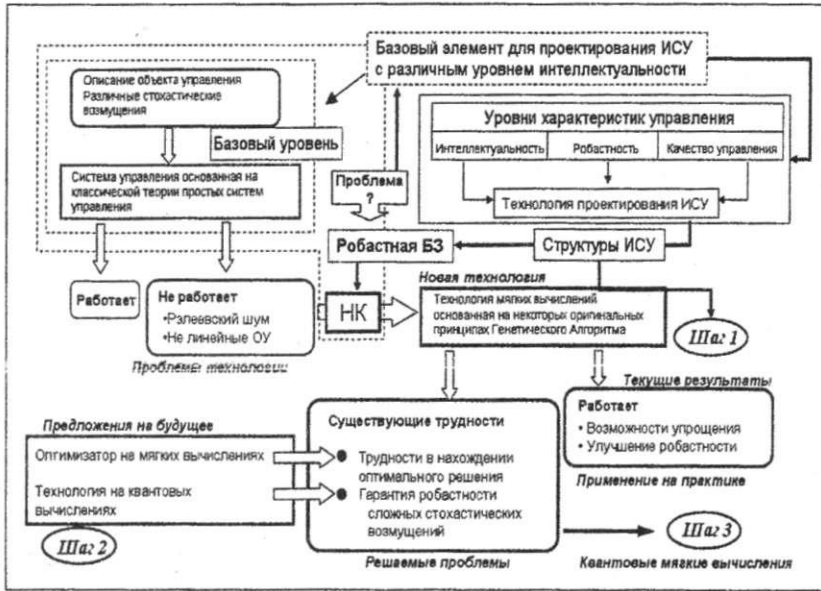 Базовый элемент для проектирования ИСУ
с различным уровнем интеллектуальности
Описание объекта управления
Различные стохастические
возмущения
Базовый уровень
Система управления основанная на
классической теории простых систем
управления
Уровни характеристик управления
Интеллектуальность
Робастность
Качество управления
Технология проектирования ИСУ
Проблема
?
Робастная БЗ
Структуры ИСУ
Работает
Не работает
•Рэлеевский шум
•Не линейные ОУ
Проблемы технологии
НК
Новая технология
Технология мягких вычислений
основанная на некоторых оригинальных
принципах Генетического Алгоритма
Шаг 1
Текущие результаты
Работает
• Возможности упрощения
• Улучшение робастности
Применение на практике
Предложения на будущее
Оптимизатор на мягких вычислениях
Технология на квантовых
вычислениях
Шаг 2
Существующие трудности
Трудности в нахождении
оптимального решения
Гарантия робастности
сложных стохастических
возмущений
Решаемые проблемы
Шаг 3
Квантовые мягкие вычисления